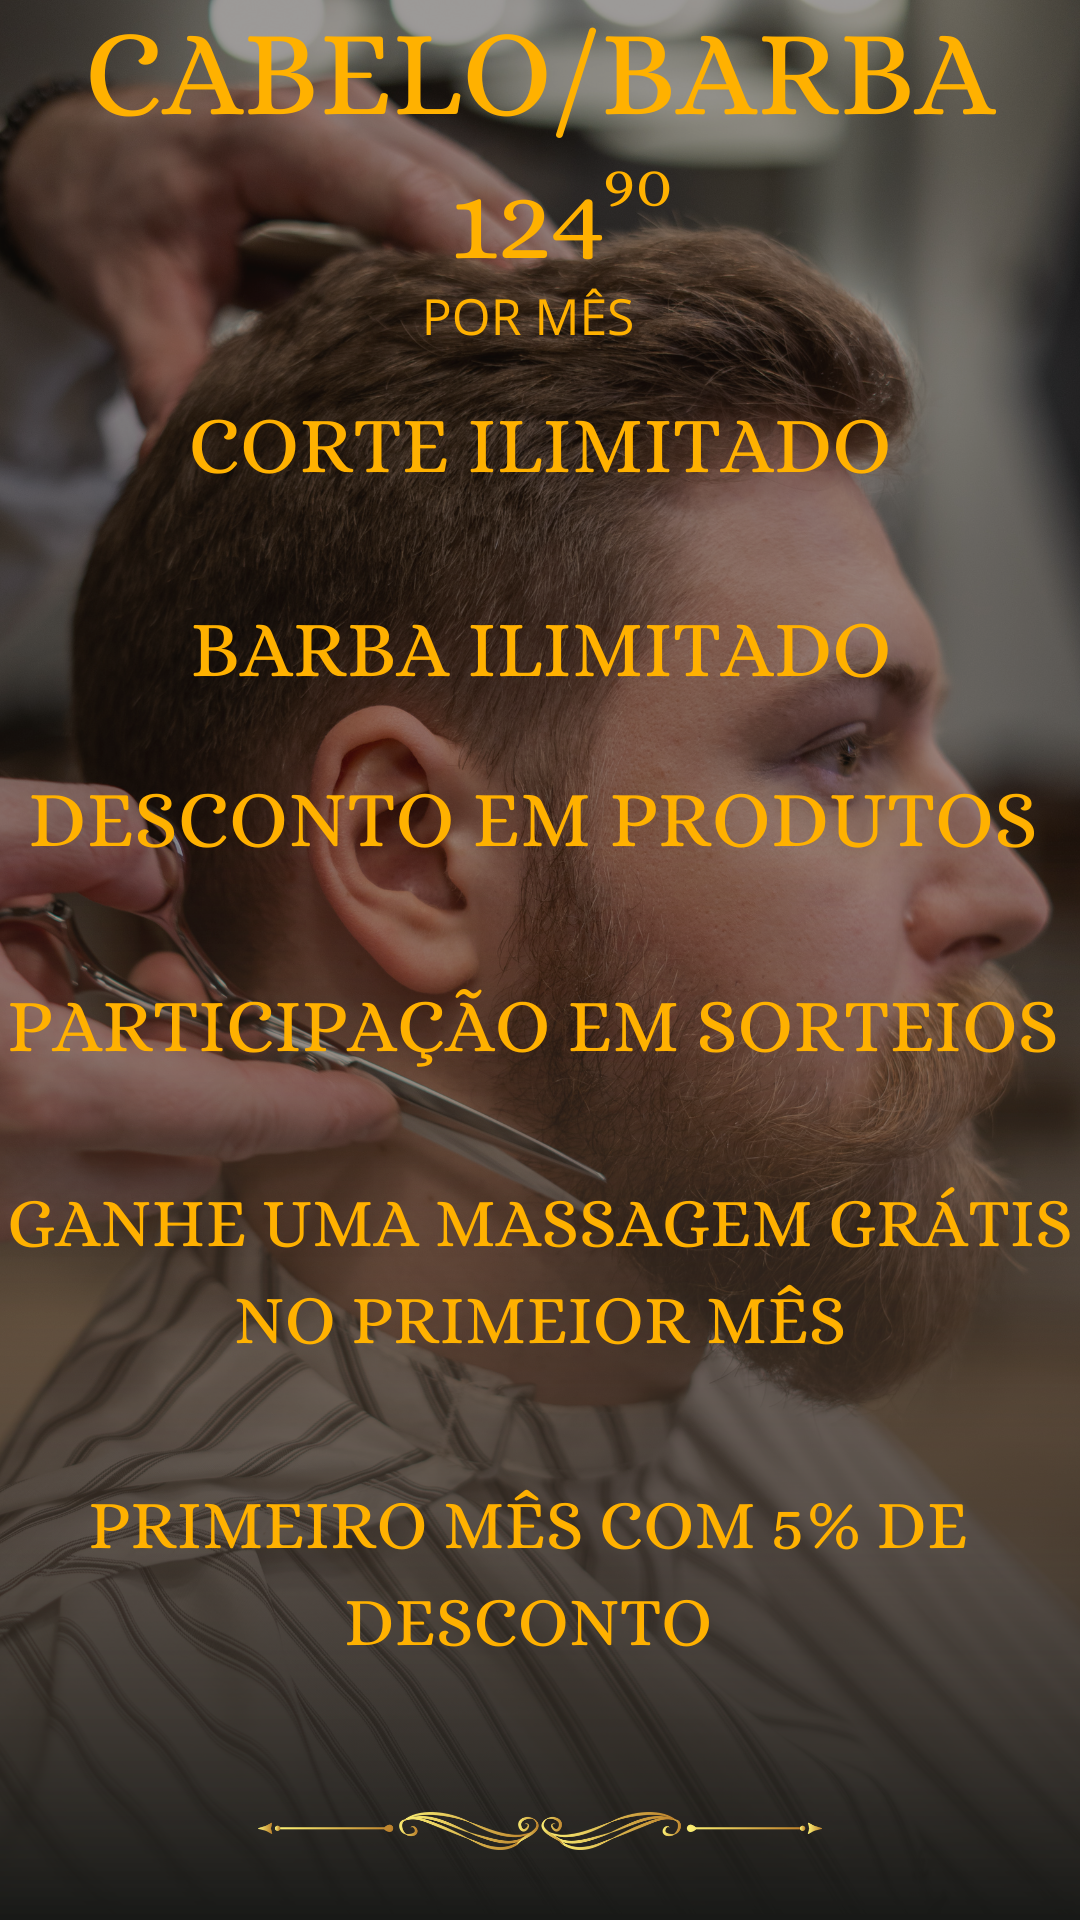 CABELO/BARBA
124⁹⁰
POR MÊS
CORTE ILIMITADO
BARBA ILIMITADO
DESCONTO EM PRODUTOS
PARTICIPAÇÃO EM SORTEIOS
GANHE UMA MASSAGEM GRÁTIS
NO PRIMEIOR MÊS
PRIMEIRO MÊS COM 5% DE
DESCONTO